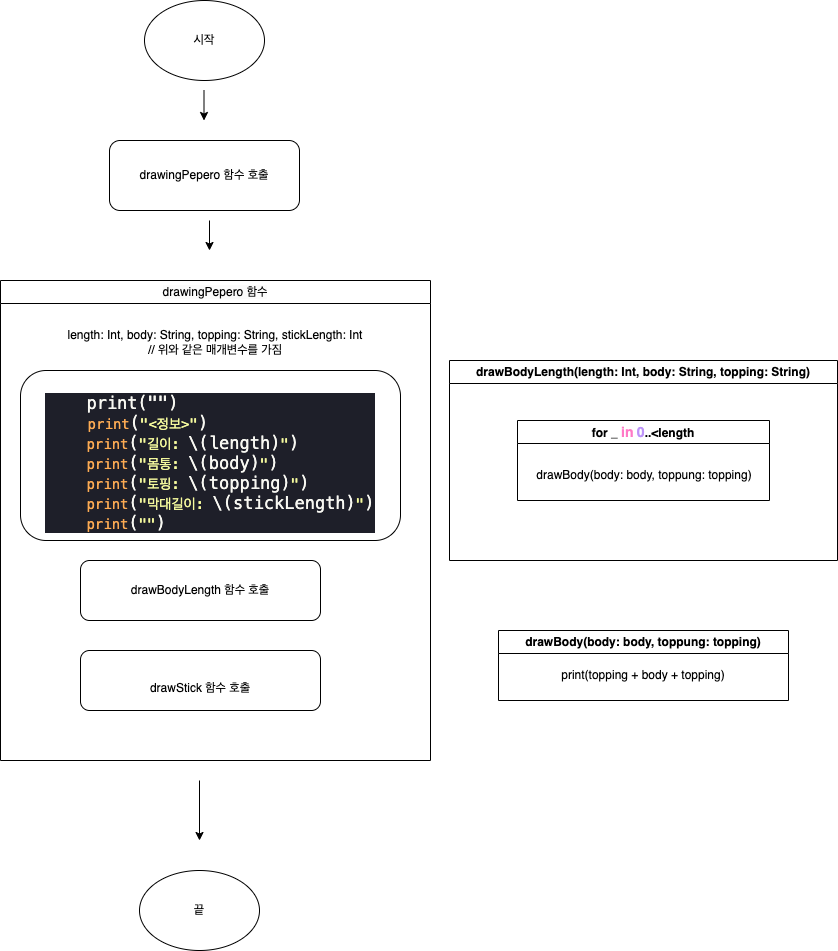 시작
drawingPepero 함수 호출
drawingPepero 함수
length: Int, body: String, topping: String, stickLength: Int
// 위와 같은 매개변수를 가짐
print("")
print("<정보>")
print("길이: \(length)")
print("몸통: \(body)")
print("토핑: \(topping)")
print("막대길이: \(stickLength)")
print("")
drawBodyLength 함수 호출
drawStick 함수 호출
끝
drawBodyLength(length: Int, body: String, topping: String)
for _ in 0..<length
drawBody(body: body, toppung: topping)
drawBody(body: body, toppung: topping)
print(topping + body + topping)